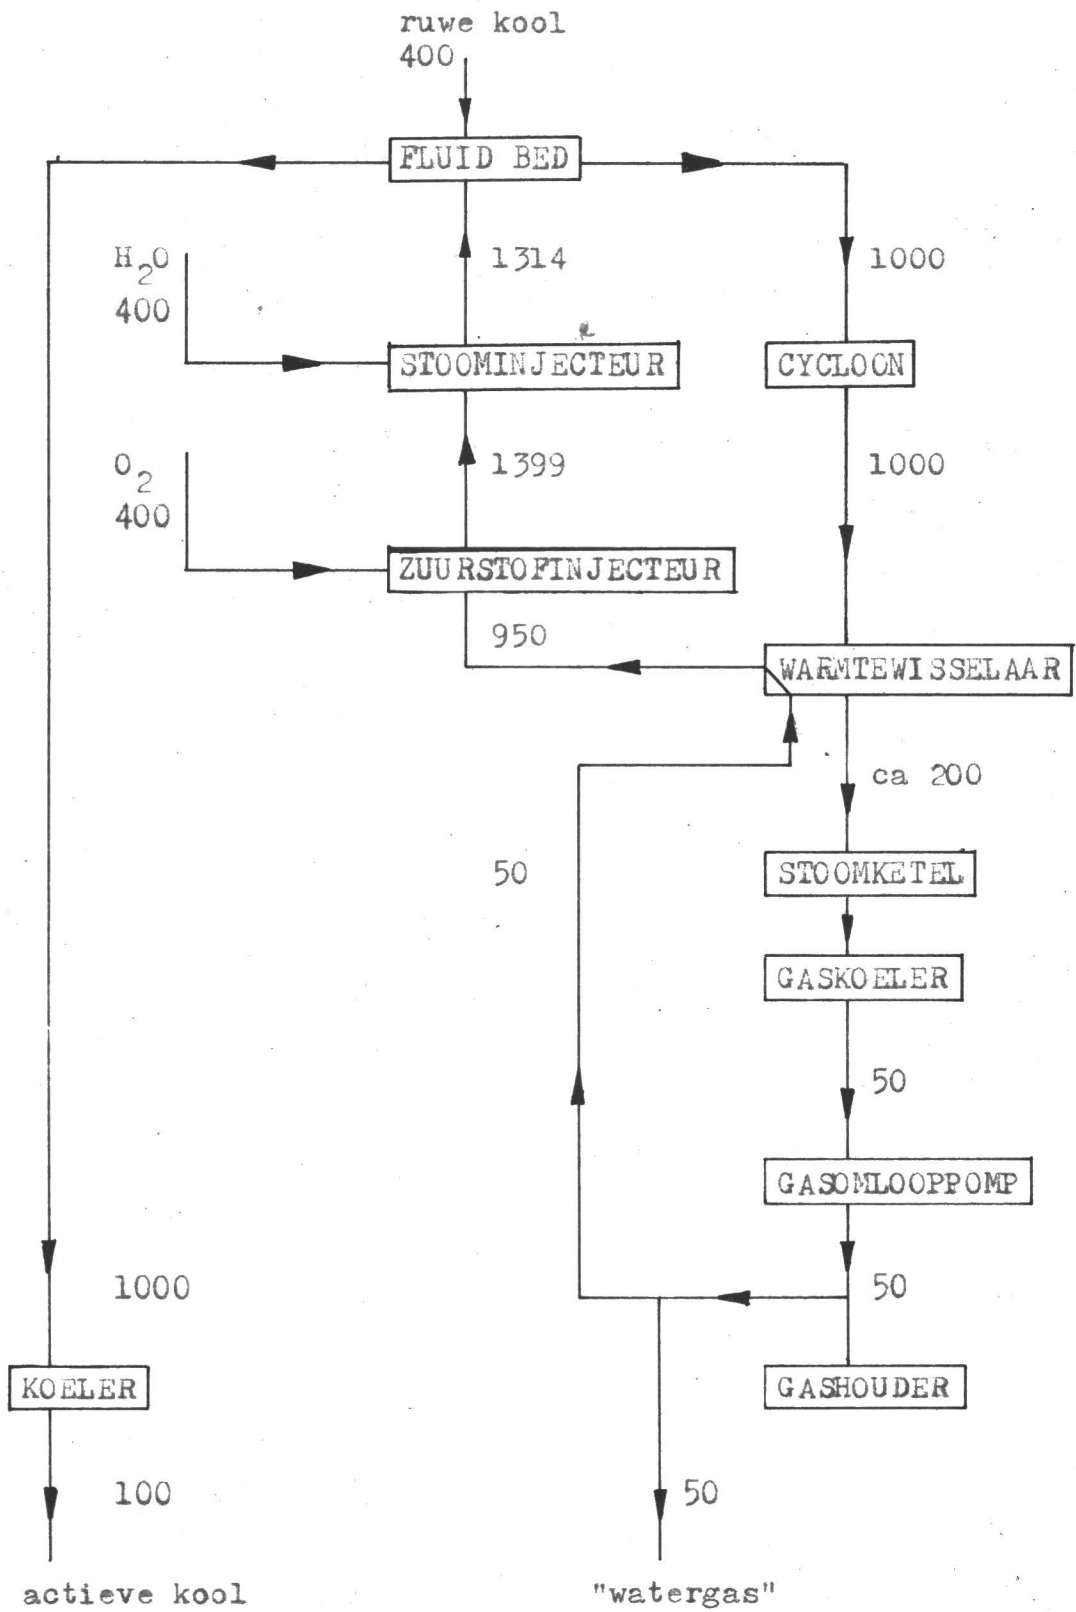 ruwe kool
400
FLUID BED
H2O
400
1314
1000
STOOMINJECTEUR
CYCLOON
O2
400
1399
1000
ZUURSTOFINJECTEUR
950
WARMTEWISSELAAR
ca 200
50
STOOMKETEL
GASKOELER
50
GASOMLOOPPOMP
1000
50
KOELER
GASHOUDER
100
50
actieve kool
"watergas"